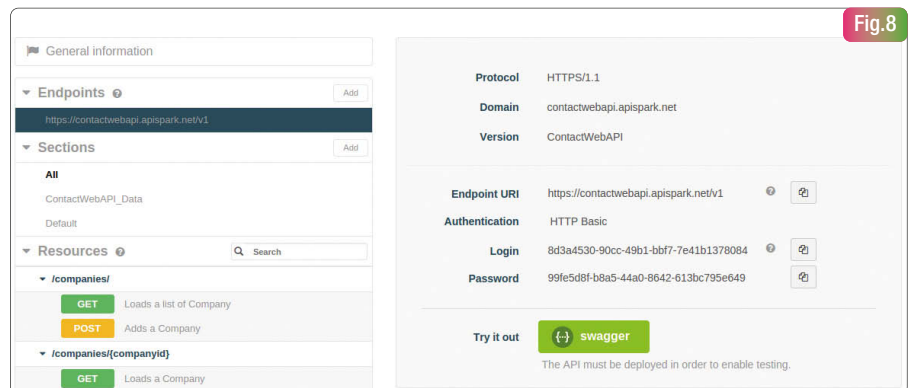 Fig.8
General information
Endpoints
Add
https://contactwebapi.apispark.net/v1
Sections
Add
All
ContactWebAPI_Data
Default
Resources
Search
/companies/
GET Loads a list of Company
POST Adds a Company
/companies/{companyid}
GET Loads a Company
Protocol HTTPS/1.1
Domain contactwebapi.apispark.net
Version ContactWebAPI
Endpoint URI https://contactwebapi.apispark.net/v1
Authentication HTTP Basic
Login 8d3a4530-90cc-49b1-bbf7-7e41b1378084
Password 99fe5d8f-b8a5-44a0-8642-613bc795e649
Try it out {··} swagger
The API must be deployed in order to enable testing.